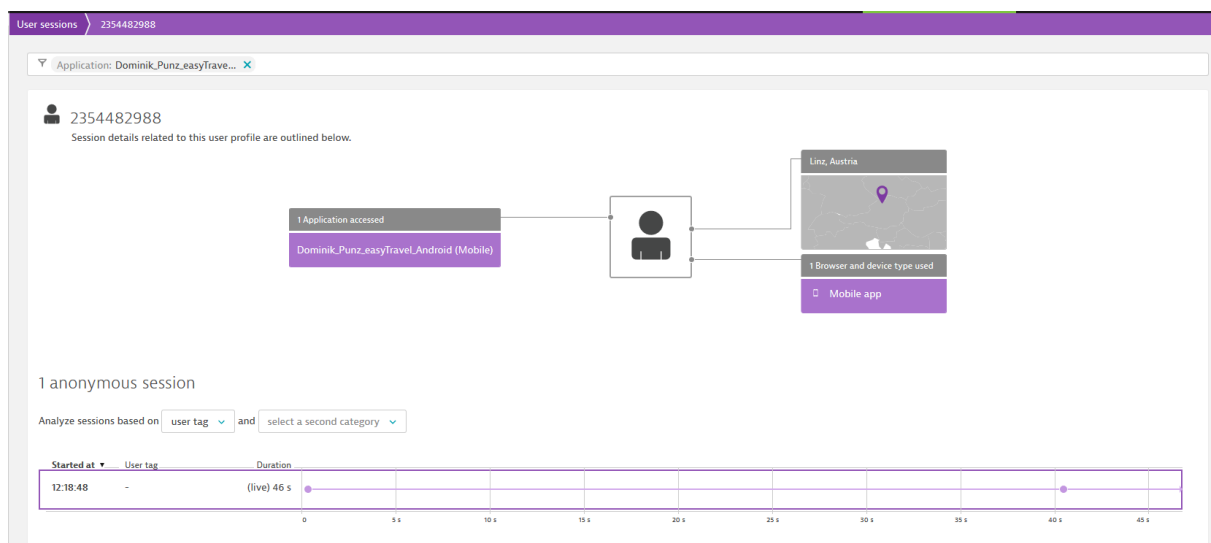 User sessions 2354482988
Application: Dominik_Punz_easyTrave... ×
2354482988
Session details related to this user profile are outlined below.
Linz, Austria
1 Application accessed
Dominik_Punz_easyTravel_Android (Mobile)
1 Browser and device type used
Mobile app
1 anonymous session
Analyze sessions based on user tag and select a second category
Started at ▼ User tag Duration
12:18:48 - (live) 46 s
0 5 s 10 s 15 s 20 s 25 s 30 s 35 s 40 s 45 s